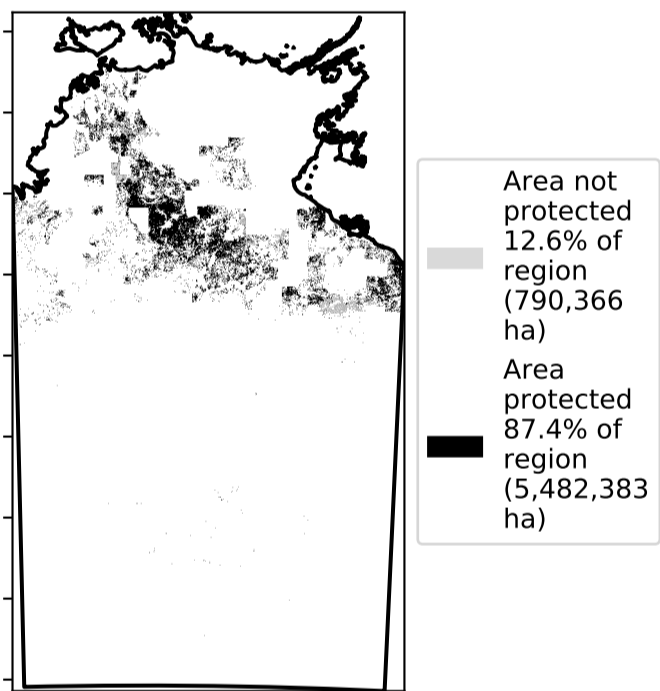 Area not
protected
12.6% of
region
(790,366
ha)
Area
protected
87.4% of
region
(5,482,383
ha)